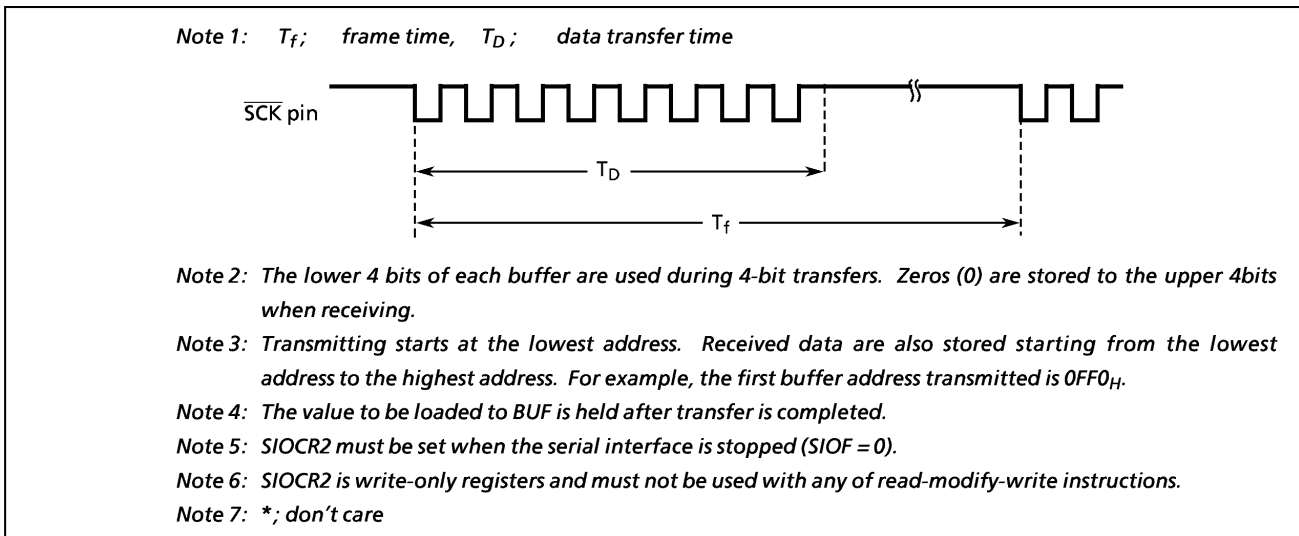 Note 1: Tf ; frame time, TD ; data transfer time
SCK pin
TD
Tf
Note 2: The lower 4 bits of each buffer are used during 4-bit transfers. Zeros (0) are stored to the upper 4bits
when receiving.
Note 3: Transmitting starts at the lowest address. Received data are also stored starting from the lowest
address to the highest address. For example, the first buffer address transmitted is 0FF0H.
Note 4: The value to be loaded to BUF is held after transfer is completed.
Note 5: SIOCR2 must be set when the serial interface is stopped (SIOF = 0).
Note 6: SIOCR2 is write-only registers and must not be used with any of read-modify-write instructions.
Note 7: *; don't care